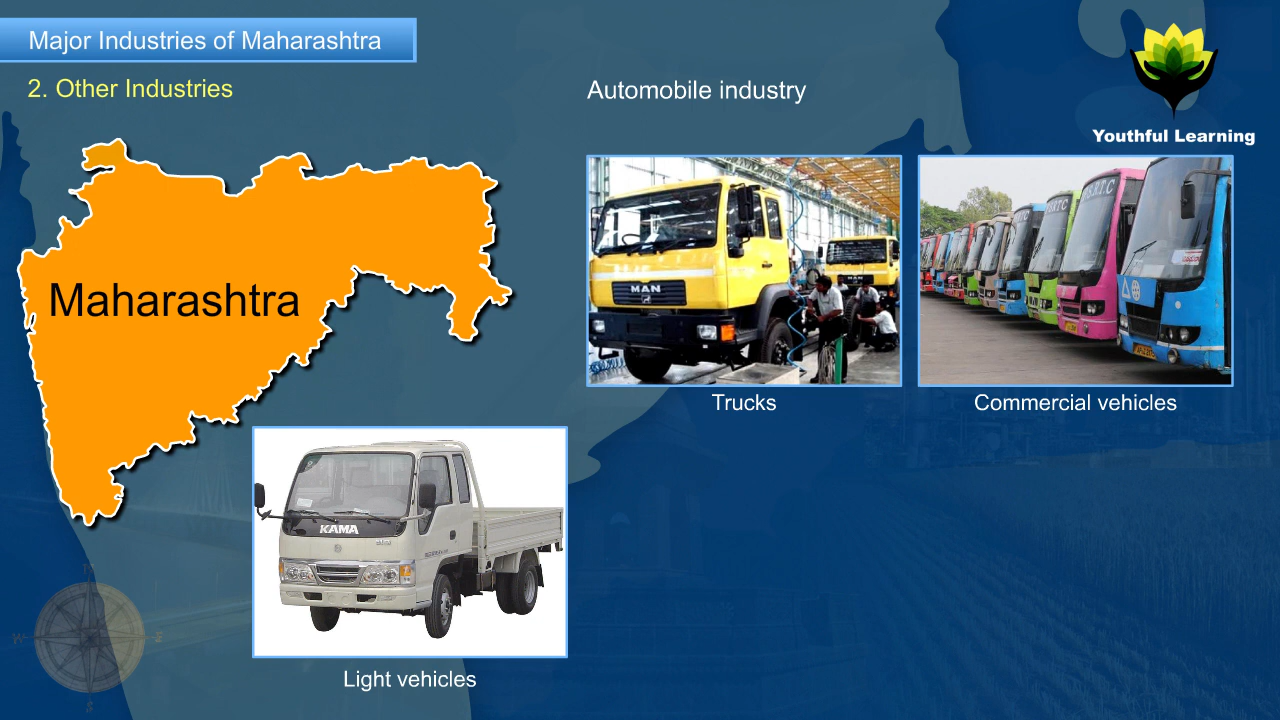 Major Industries of Maharashtra
2. Other Industries
Automobile industry
Youthful Learning
Maharashtra
MAN
Trucks
Commercial vehicles
KAMA
Light vehicles
W
E
S